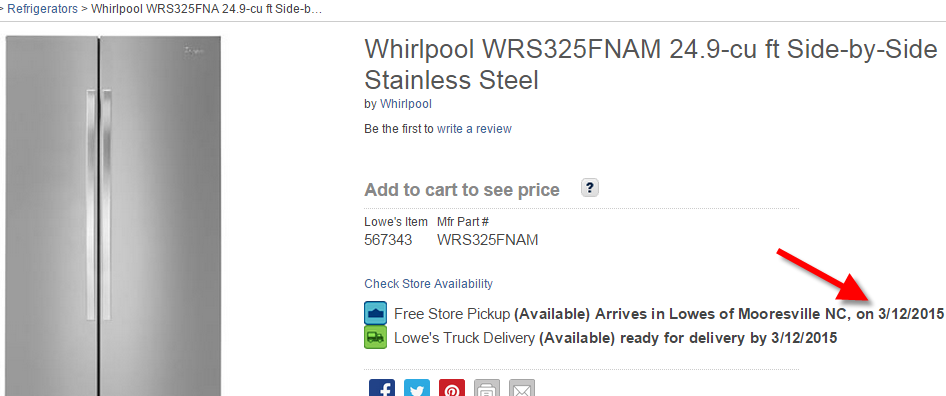 > Refrigerators > Whirlpool WRS325FNA 24.9-cu ft Side-b…
Whirlpool WRS325FNAM 24.9-cu ft Side-by-Side
Stainless Steel
by Whirlpool
Be the first to write a review
Add to cart to see price ?
Lowe's Item Mfr Part #
567343 WRS325FNAM
Check Store Availability
Free Store Pickup (Available) Arrives in Lowes of Mooresville NC, on 3/12/2015
Lowe's Truck Delivery (Available) ready for delivery by 3/12/2015